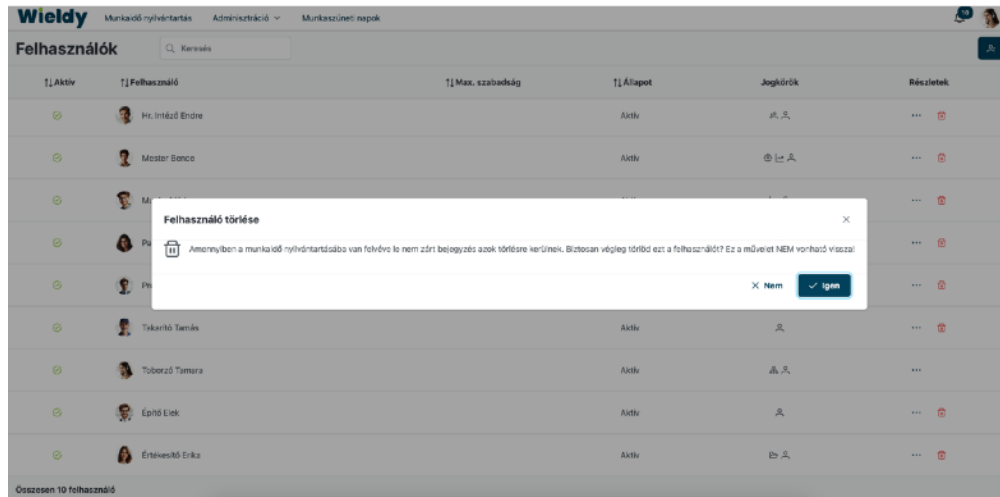 Wieldy Munkaidő nyilvántartás Adminisztráció Munkaszüneti napok
Felhasználók Keresés
Aktív Felhasználó Max. szabadság Állapot Jogkörök Részletek
Hr. Intéző Endre Aktív
Mester Bence Aktív
Felhasználó törlése
Amennyiben a munkaidő nyilvántartásába van felvéve le nem zárt bejegyzés azok törlésre kerülnek. Biztosan végleg törlöd ezt a felhasználót? Ez a művelet NEM vonható vissza!
Nem Igen
Takarító Tamás Aktív
Toborzó Tamara Aktív
Építő Elek Aktív
Értékesítő Erika Aktív
Összesen 10 felhasználó